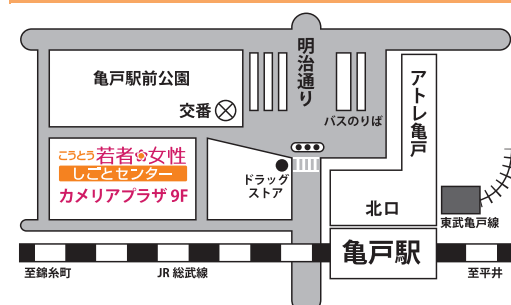 明治通り
亀戸駅前公園
交番
バスのりば
アトレ亀戸
こうとう若者女性
しごとセンター
カメリアプラザ 9F
ドラッグ
ストア
北口
東武亀戸線
亀戸駅
至錦糸町
JR 総武線
至平井